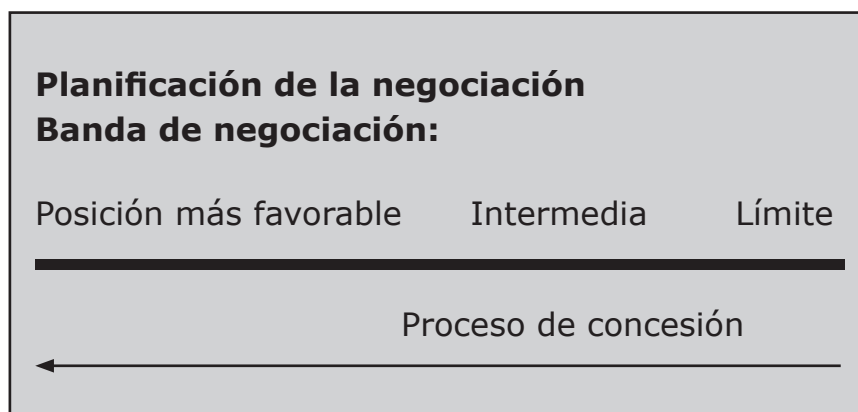 Planificación de la negociación
Banda de negociación:
Posición más favorable Intermedia Límite
Proceso de concesión